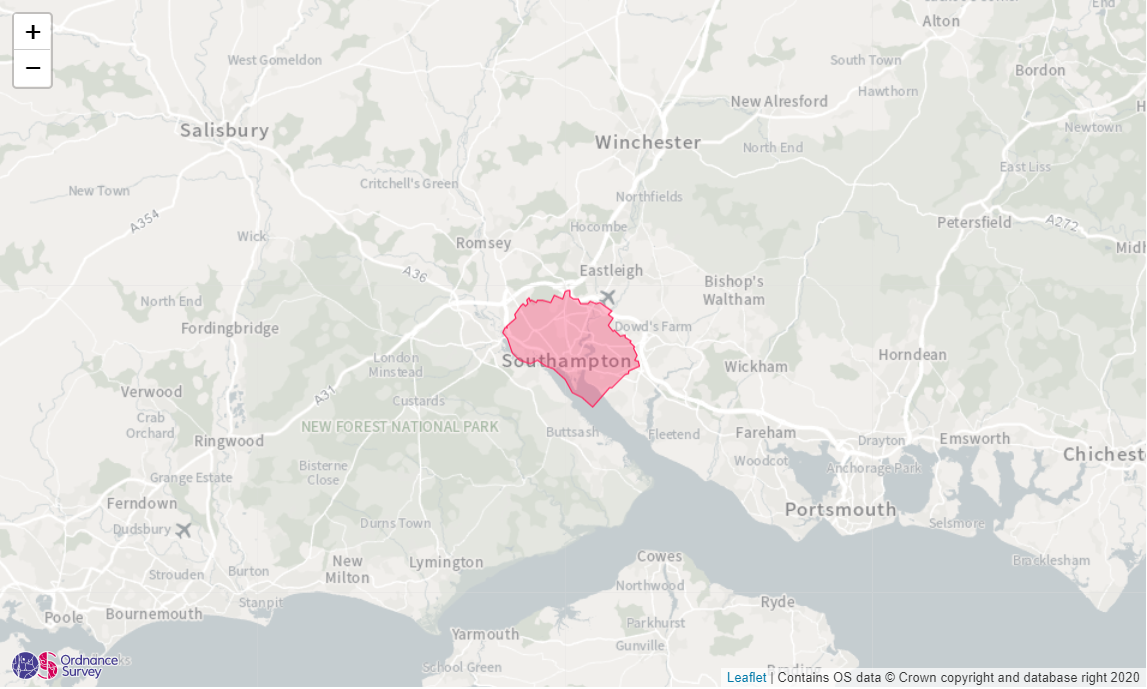 +
−
Alton
End
West Gomeldon
South Town
Bordon
Hawthorn
New Alresford
Salisbury
Newtown
Winchester
North End
East Liss
Critchell's Green
New Town
Northfields
A354
Petersfield
A272
Hocombe
Wick
Romsey
Midh
Eastleigh
A36
Bishop's
Waltham
North End
Fordingbridge
Dowd's Farm
Horndean
London
Minstead
Southampton
Wickham
A31
Verwood
Custards
Crab
Orchard
NEW FOREST NATIONAL PARK
Buttsash
Fleetend
Fareham
Drayton
Emsworth
Ringwood
Chichest
Woodcot
Anchorage Park
Bisterne
Close
Grange Estate
Ferndown
Portsmouth
Durns Town
Selsmore
Dudsbury
Cowes
New
Milton
Lymington
Bracklesham
Strouden
Burton
Northwood
Stanpit
Ryde
Poole
Bournemouth
Parkhurst
Yarmouth
Gunville
Ordnance
Survey
School Green
Leaflet | Contains OS data © Crown copyright and database right 2020